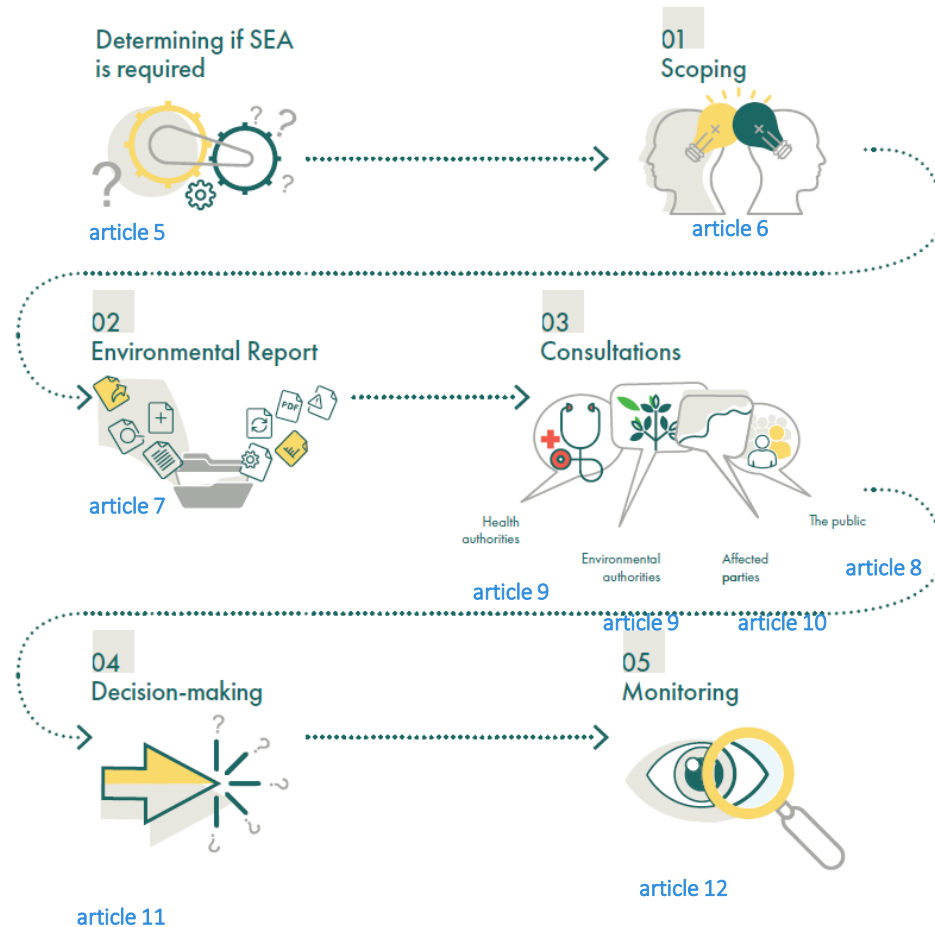 Determining if SEA
is required
article 5
01
Scoping
article 6
02
Environmental Report
PDF
article 7
03
Consultations
Health
authorities
article 9
Environmental
authorities
article 9
Affected
parties
article 10
The public
article 8
04
Decision-making
article 11
05
Monitoring
article 12